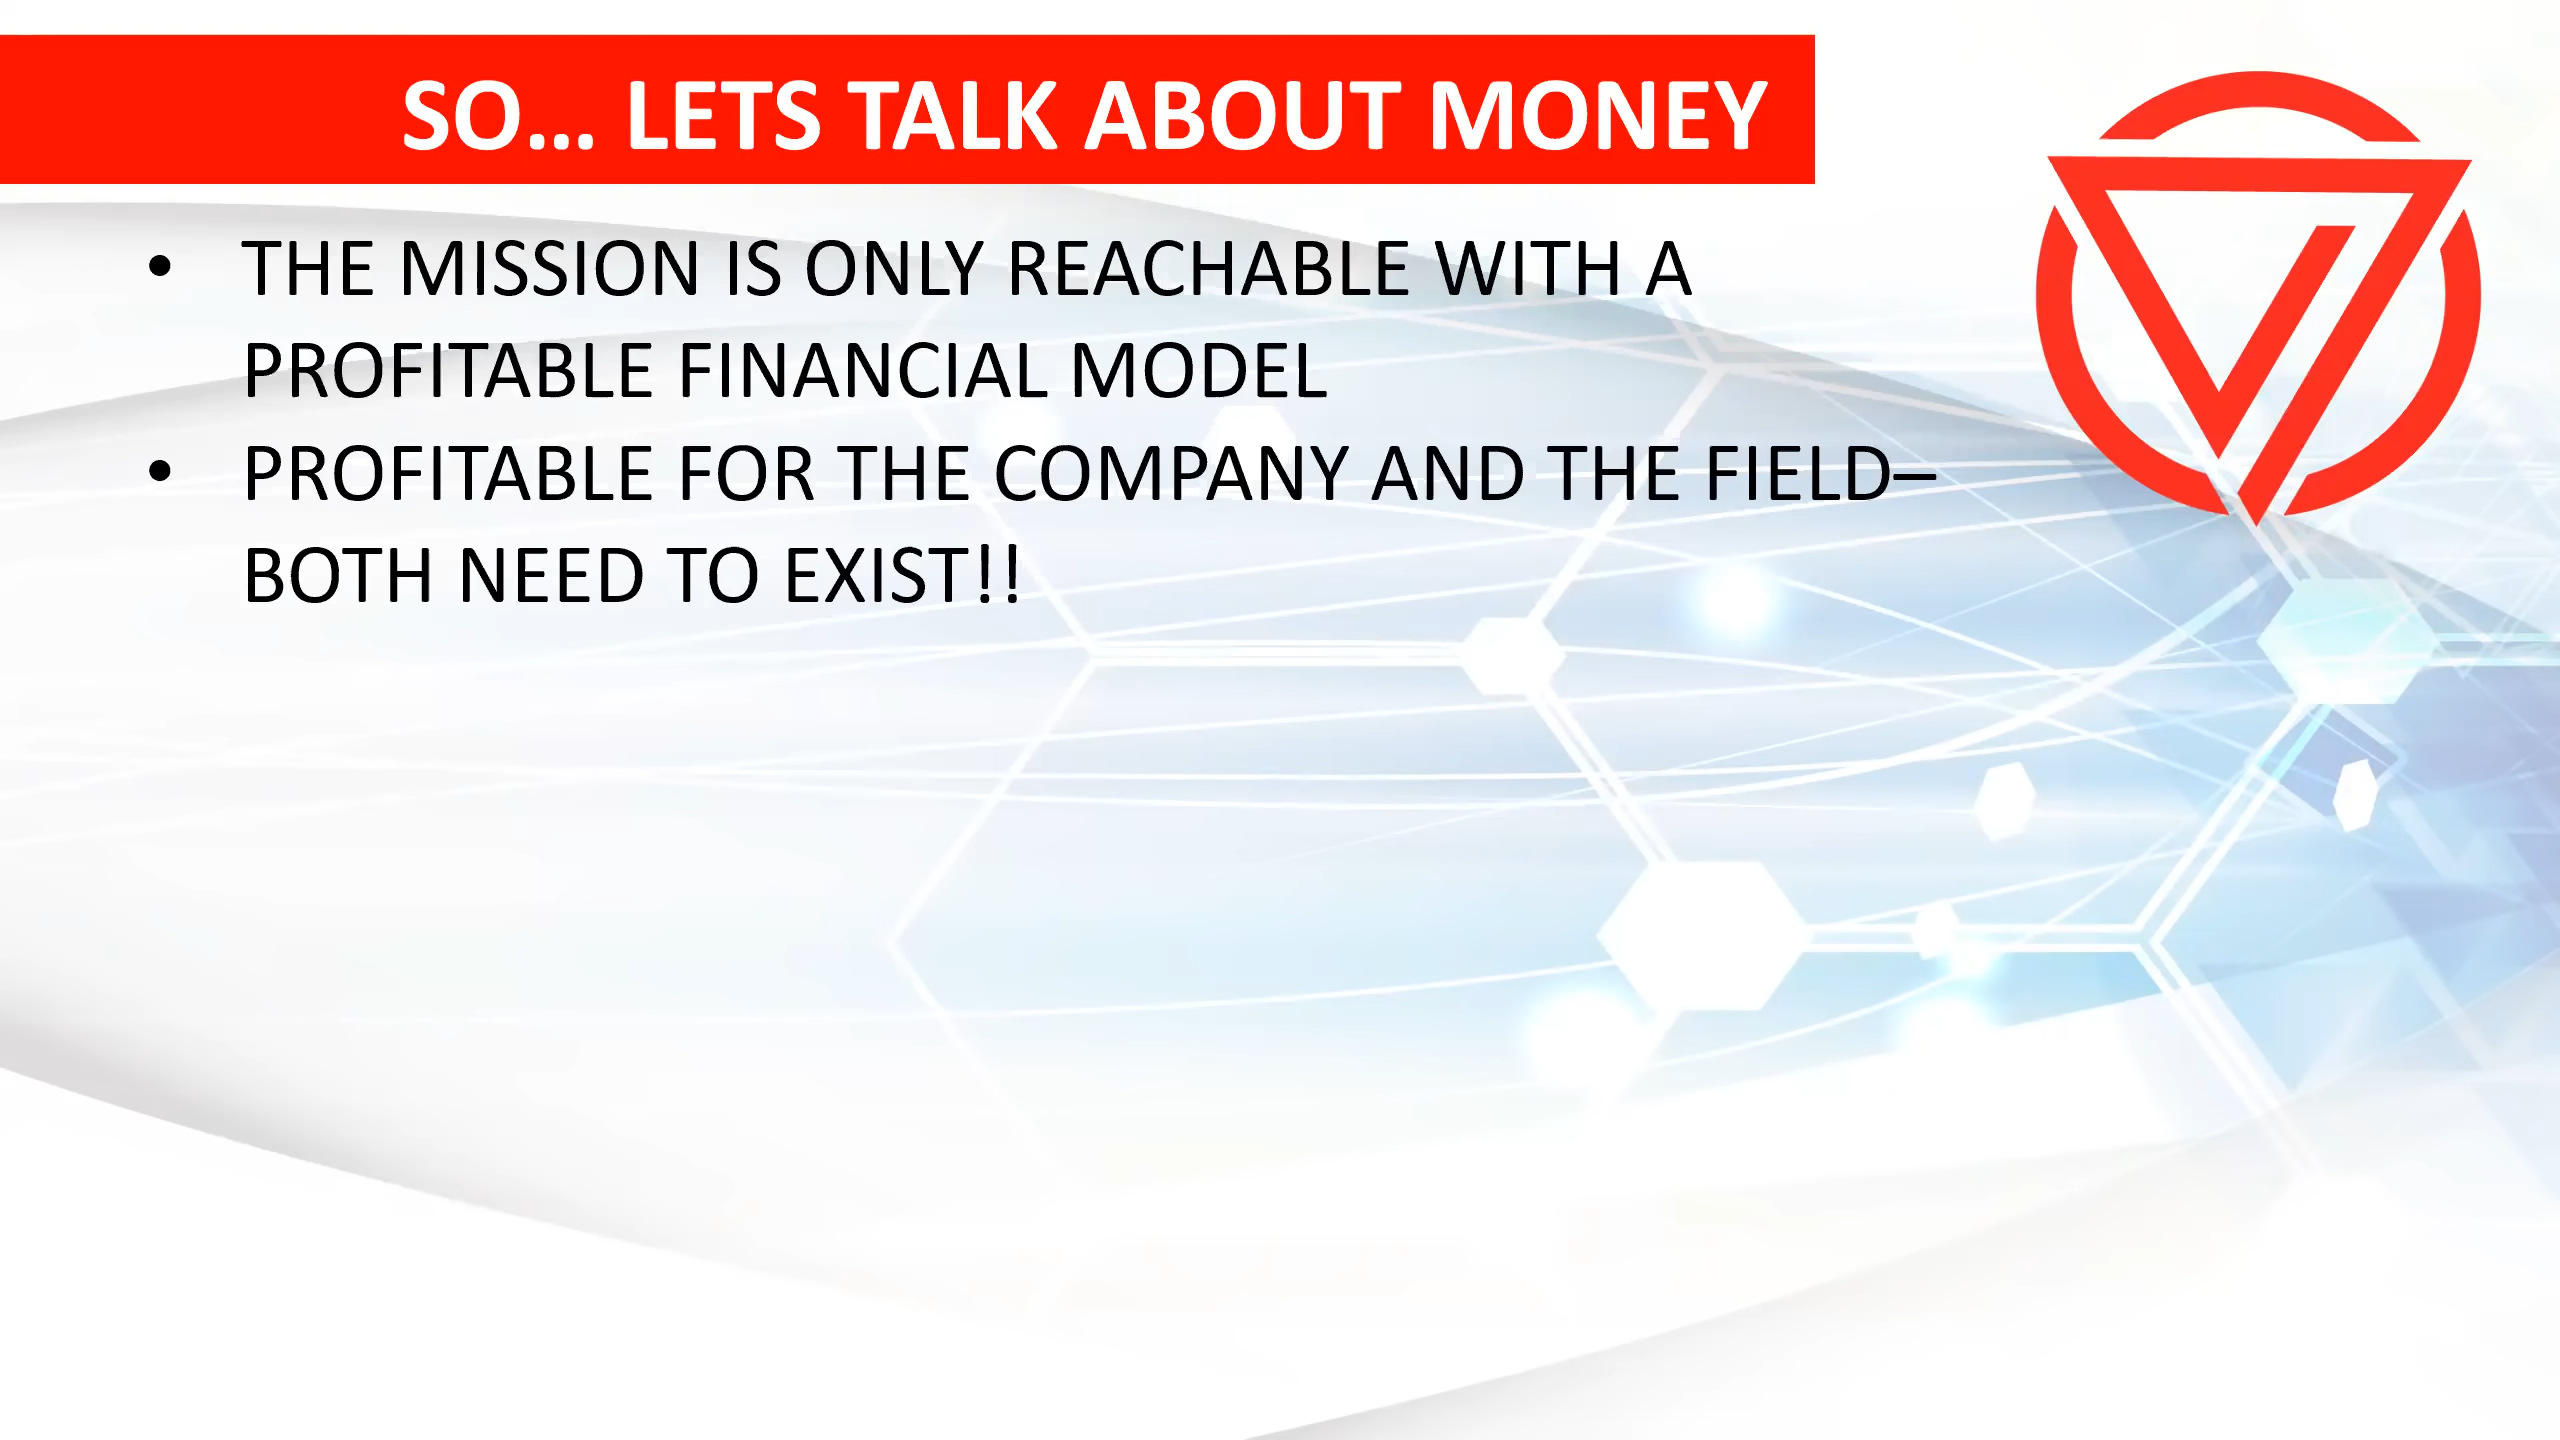 SO... LETS TALK ABOUT MONEY
• THE MISSION IS ONLY REACHABLE WITH A
PROFITABLE FINANCIAL MODEL
• PROFITABLE FOR THE COMPANY AND THE FIELD–
BOTH NEED TO EXIST!!